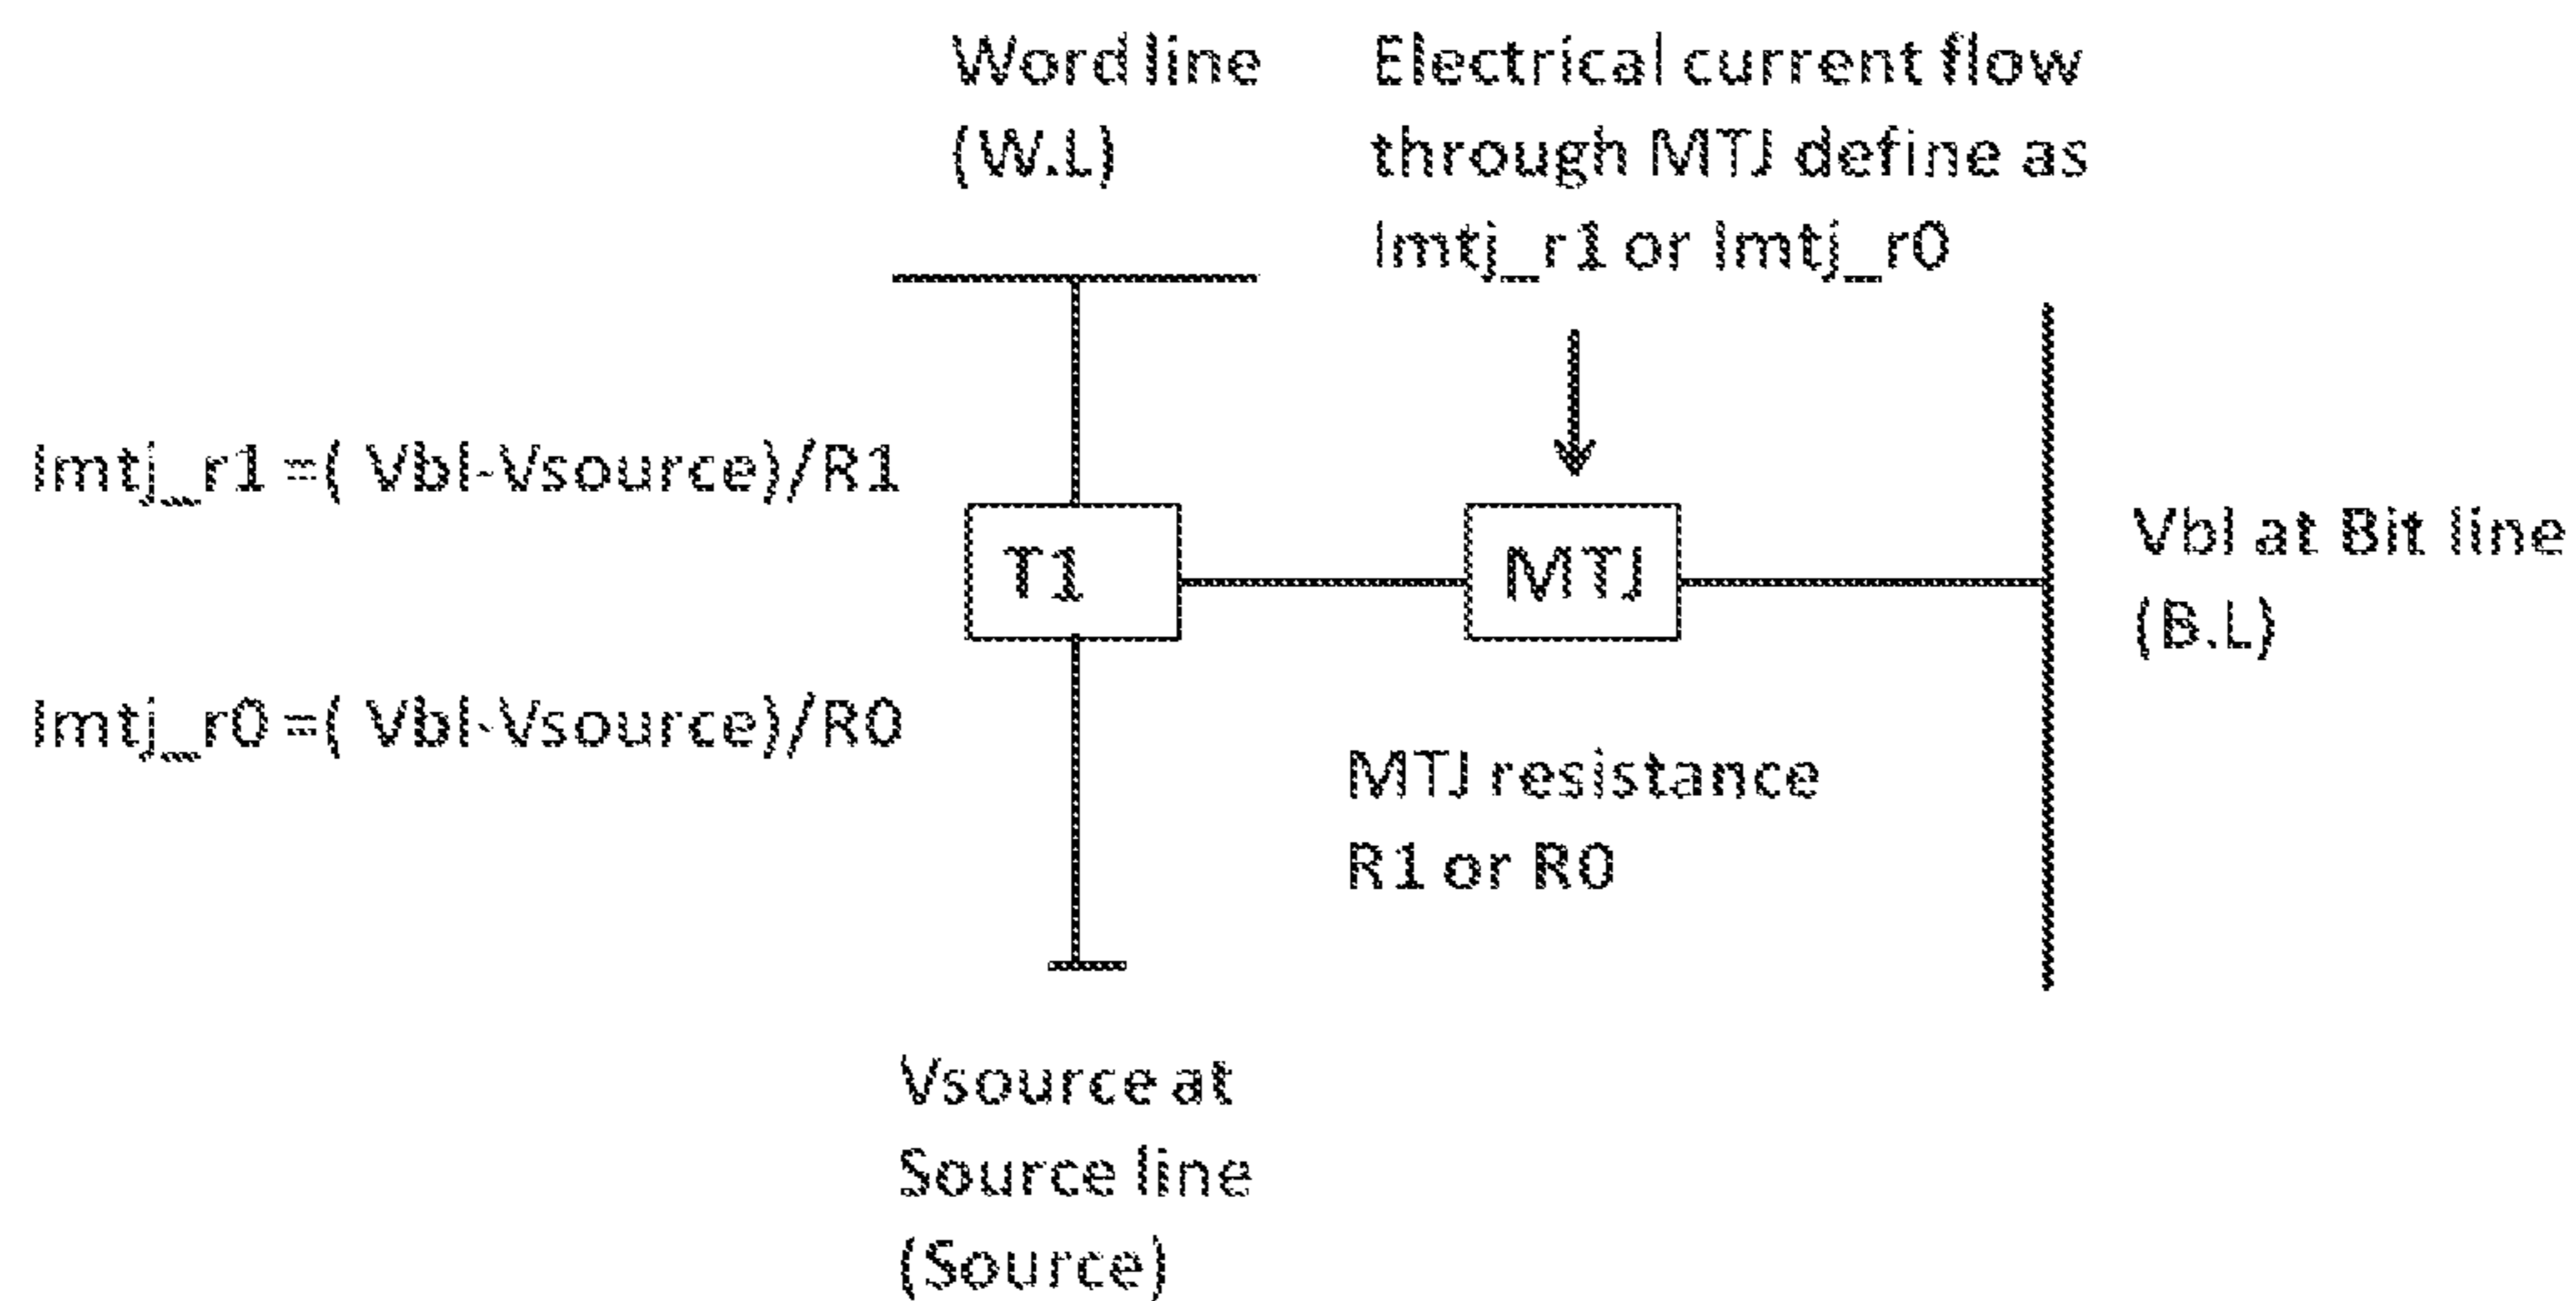 Word line
(W.L)
Electrical current flow
through MTJ define as
Imtj_r1 or Imtj_r0
Imtj_r1 =( Vbl-Vsource)/R1
T1
MTJ
Vbl at Bit line
(B.L)
Imtj_r0 =( Vbl-Vsource)/R0
MTJ resistance
R1 or R0
Vsource at
Source line
(Source)